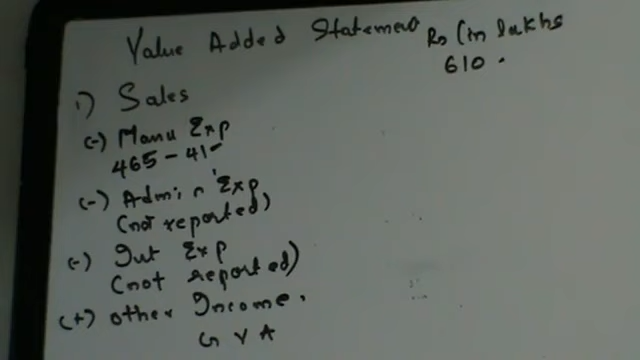 Value Added Statement Rs (in lakhs
1) Sales 610
(-) Manu Exp
465 - 41
(-) Admin Exp
(not reported)
(-) Int Exp
(not reported)
(+) other Income.
G V A